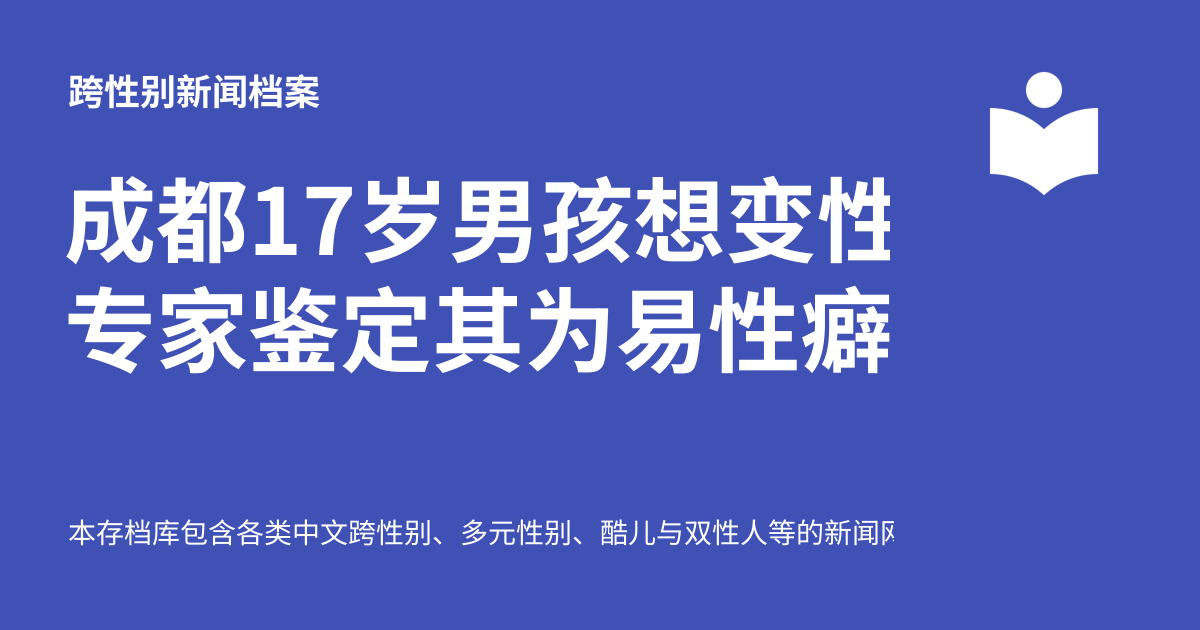 跨性别新闻档案
成都17岁男孩想变性
专家鉴定其为易性癖
本存档库包含各类中文跨性别、多元性别、酷儿与双性人等的新闻